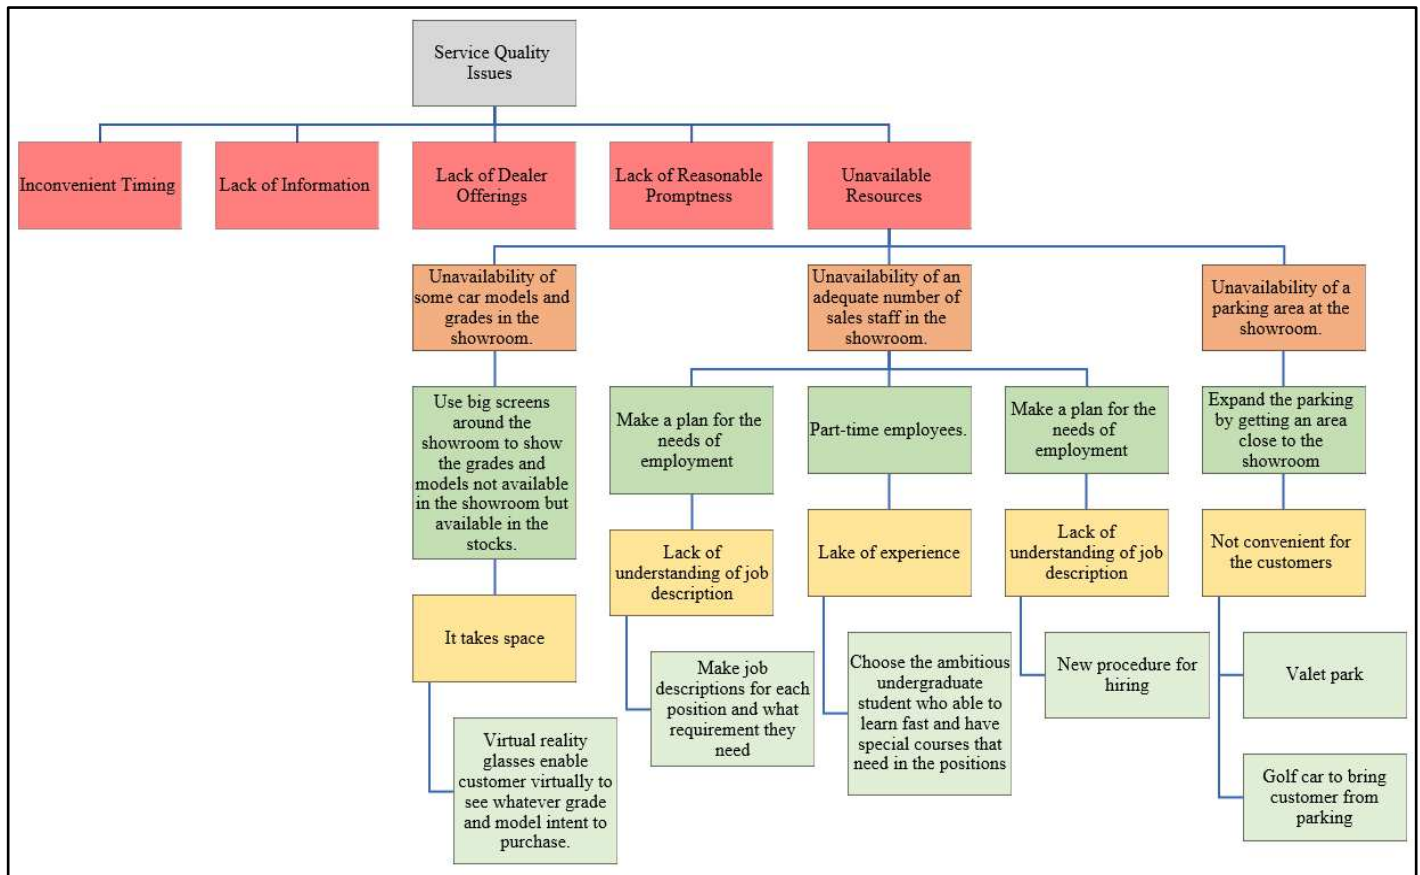 Service Quality
Issues
Inconvenient Timing
Lack of Information
Lack of Dealer
Offerings
Lack of Reasonable
Promptness
Unavailable
Resources
Unavailability of
some car models and
grades in the
showroom.
Unavailability of an
adequate number of
sales staff in the
showroom.
Unavailability of a
parking area at the
showroom.
Use big screens
around the
showroom to show
the grades and
models not available
in the showroom but
available in the
stocks.
Make a plan for the
needs of
employment
Part-time employees.
Make a plan for the
needs of
employment
Expand the parking
by getting an area
close to the
showroom
It takes space
Lack of
understanding of job
description
Lake of experience
Lack of
understanding of job
description
Not convenient for
the customers
Virtual reality
glasses enable
customer virtually to
see whatever grade
and model intent to
purchase.
Make job
descriptions for each
position and what
requirement they
need
Choose the ambitious
undergraduate
student who able to
learn fast and have
special courses that
need in the positions
New procedure for
hiring
Valet park
Golf car to bring
customer from
parking